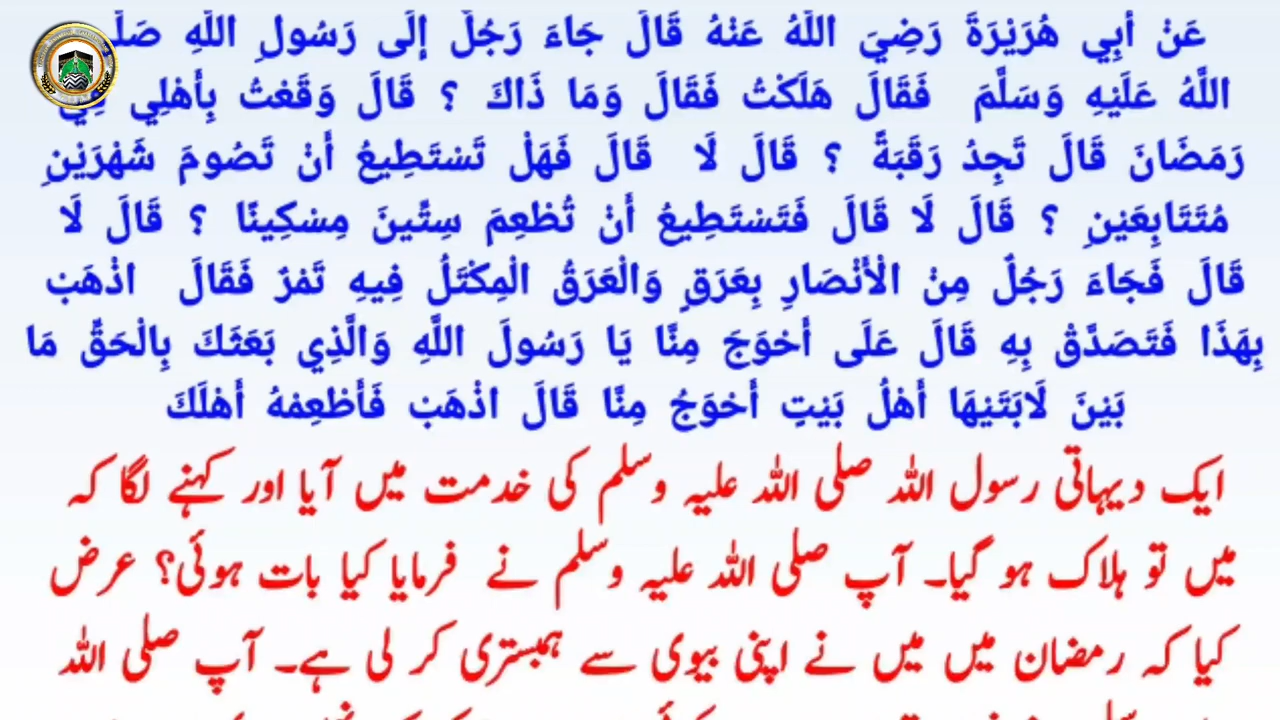 عَنْ أَبِي هُرَيْرَةَ رَضِيَ اللَّهُ عَنْهُ قَالَ جَاءَ رَجُلٌ إِلَى رَسُولِ اللَّهِ صَلَّى
اللَّهُ عَلَيْهِ وَسَلَّمَ فَقَالَ هَلَكْتُ فَقَالَ وَمَا ذَاكَ ؟ قَالَ وَقَعْتُ بِأَهْلِي فِي
رَمَضَانَ قَالَ تَجِدُ رَقَبَةً ؟ قَالَ لَا قَالَ فَهَلْ تَسْتَطِيعُ أَنْ تَصُومَ شَهْرَيْنِ
مُتَتَابِعَيْنِ ؟ قَالَ لَا قَالَ فَتَسْتَطِيعُ أَنْ تُطْعِمَ سِتِّينَ مِسْكِينًا ؟ قَالَ لَا
قَالَ فَجَاءَ رَجُلٌ مِنْ الْأَنْصَارِ بِعَرَقٍ وَالْعَرَقُ الْمِكْتَلُ فِيهِ تَمْرٌ فَقَالَ اذْهَبْ
بِهَذَا فَتَصَدَّقْ بِهِ قَالَ عَلَى أَحْوَجَ مِنَّا يَا رَسُولَ اللَّهِ وَالَّذِي بَعَثَكَ بِالْحَقِّ مَا
بَيْنَ لَابَتَيْهَا أَهْلُ بَيْتٍ أَحْوَجُ مِنَّا قَالَ اذْهَبْ فَأَطْعِمْهُ أَهْلَكَ
ایک دیہاتی رسول اللہ صلی اللہ علیہ وسلم کی خدمت میں آیا اور کہنے لگا کہ
میں تو ہلاک ہو گیا۔ آپ صلی اللہ علیہ وسلم نے فرمایا کیا بات ہوئی؟ عرض
کیا کہ رمضان میں میں نے اپنی بیوی سے ہمبستری کر لی ہے۔ آپ صلی اللہ